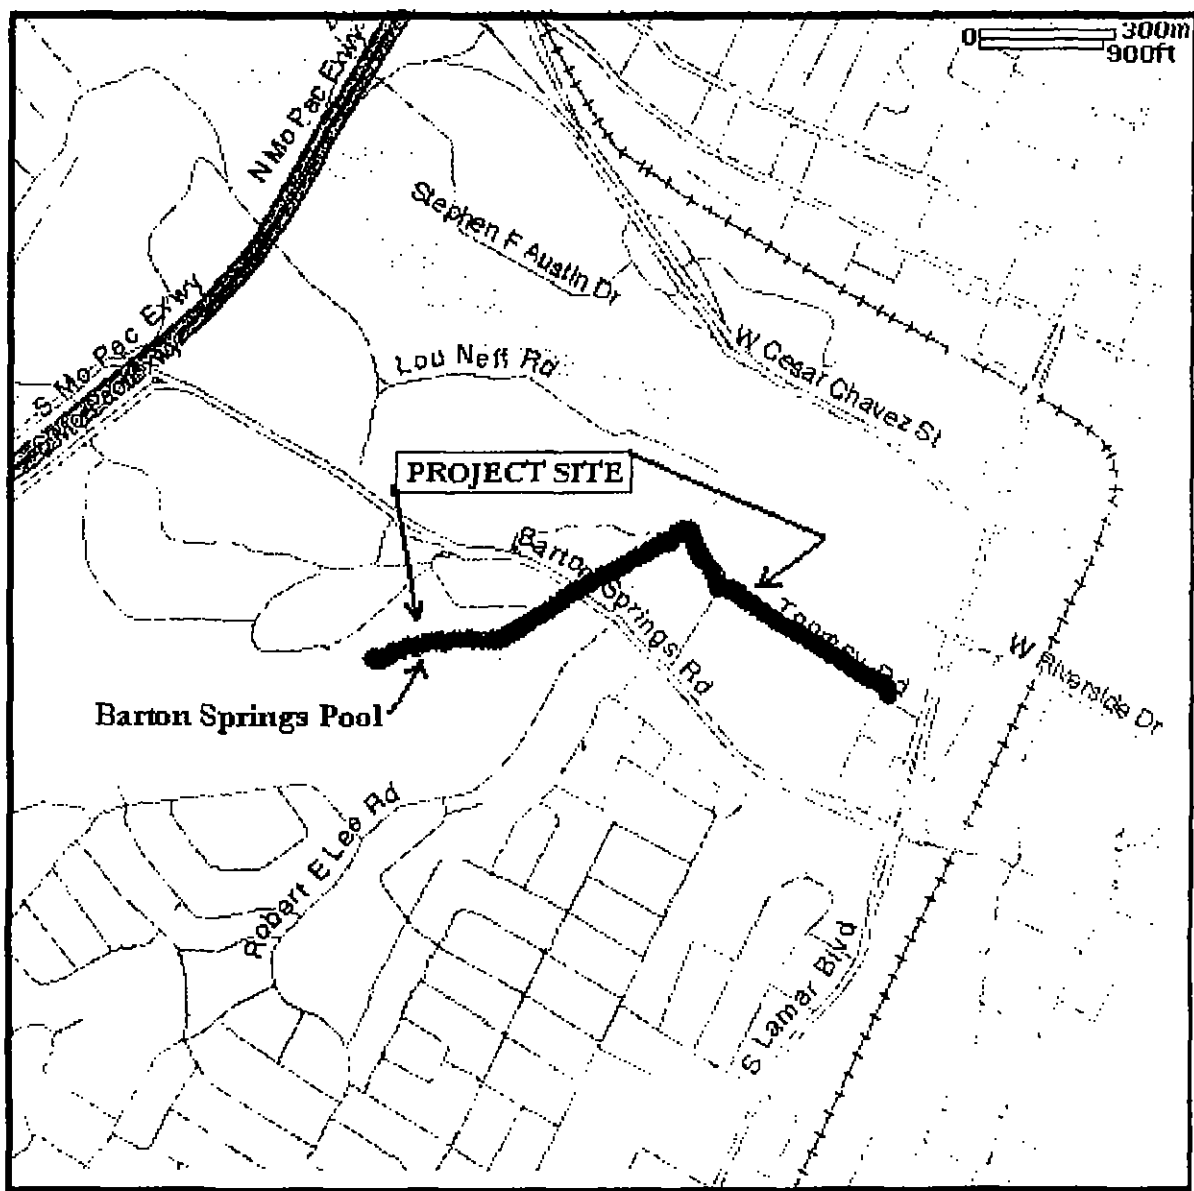 0 300m
900ft
N Mo Pac Exwy
Stephen F Austin Dr
S Mo Pac Exwy
W Cesar Chavez St
Lou Neff Rd
PROJECT SITE
Barton Springs Rd
Rd
W Riverside Dr
Barton Springs Pool
Robert E Lee Rd
S Lamar Blvd